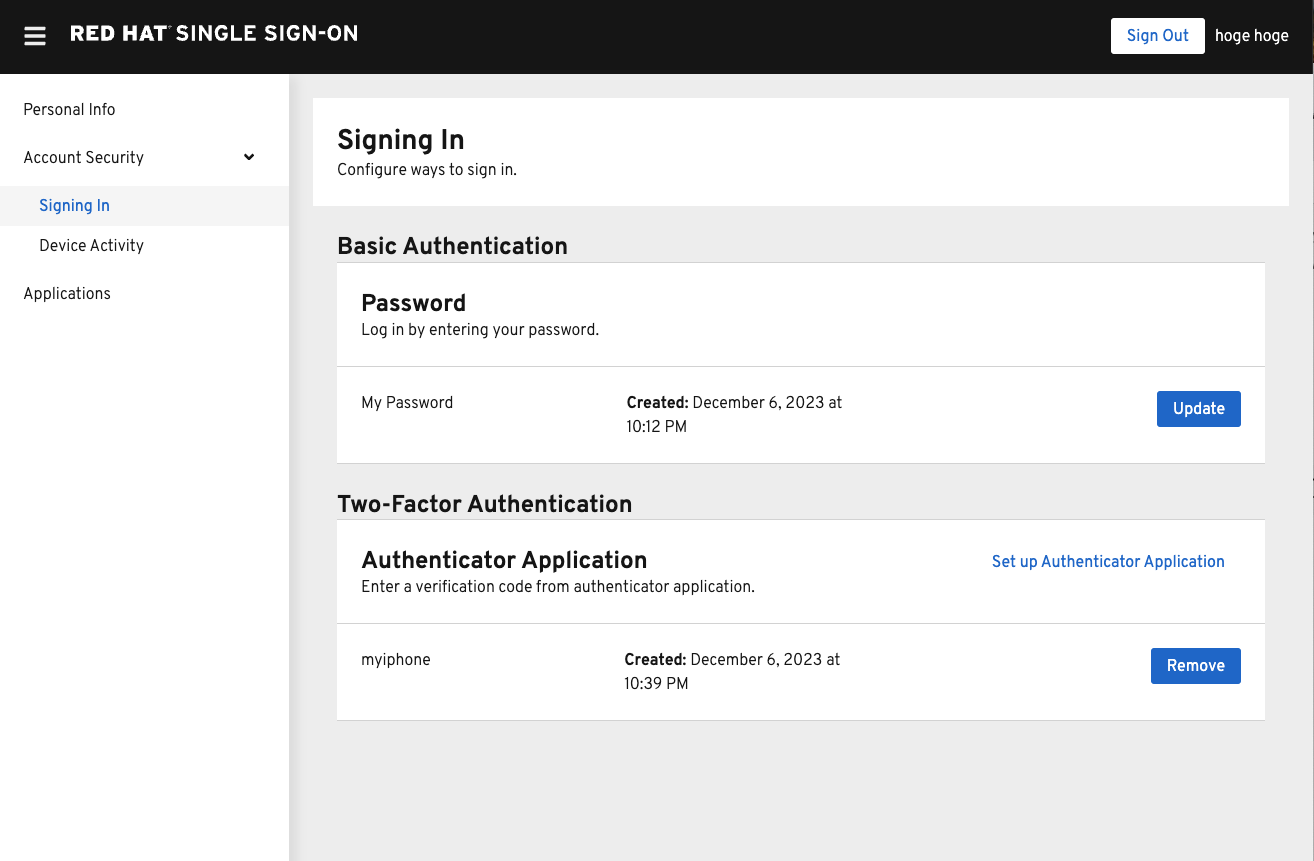 RED HAT® SINGLE SIGN-ON
Sign Out
hoge hoge
Personal Info
Account Security
Signing In
Device Activity
Applications
Signing In
Configure ways to sign in.
Basic Authentication
Password
Log in by entering your password.
My Password
Created: December 6, 2023 at
10:12 PM
Update
Two-Factor Authentication
Authenticator Application
Set up Authenticator Application
Enter a verification code from authenticator application.
myiphone
Created: December 6, 2023 at
10:39 PM
Remove